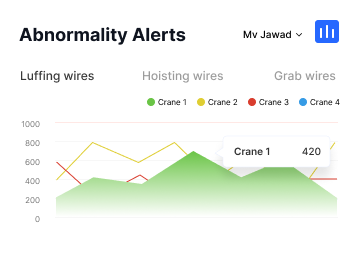 Abnormality Alerts
Mv Jawad
Luffing wires Hoisting wires Grab wires
Crane 1 Crane 2 Crane 3 Crane 4
1000
800
600
400
200
0
Crane 1 420